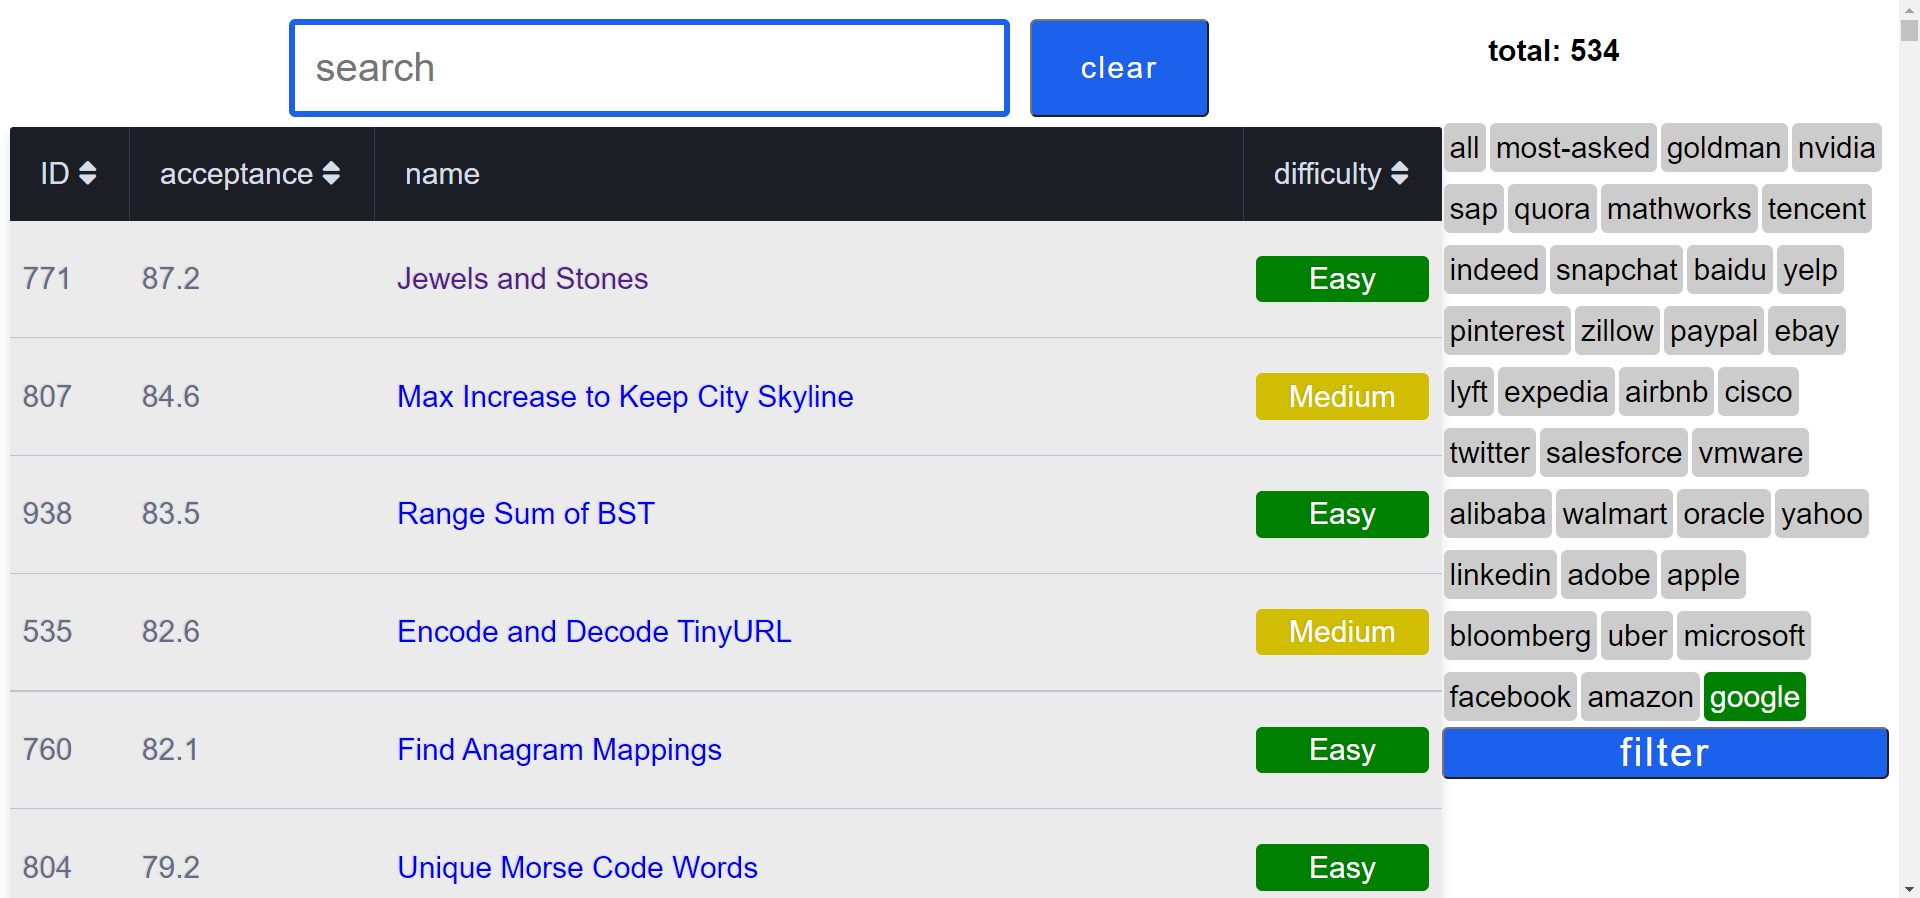 search
clear
total: 534
ID acceptance name difficulty
771 87.2 Jewels and Stones Easy
807 84.6 Max Increase to Keep City Skyline Medium
938 83.5 Range Sum of BST Easy
535 82.6 Encode and Decode TinyURL Medium
760 82.1 Find Anagram Mappings Easy
804 79.2 Unique Morse Code Words Easy
all most-asked goldman nvidia
sap quora mathworks tencent
indeed snapchat baidu yelp
pinterest zillow paypal ebay
lyft expedia airbnb cisco
twitter salesforce vmware
alibaba walmart oracle yahoo
linkedin adobe apple
bloomberg uber microsoft
facebook amazon google
filter